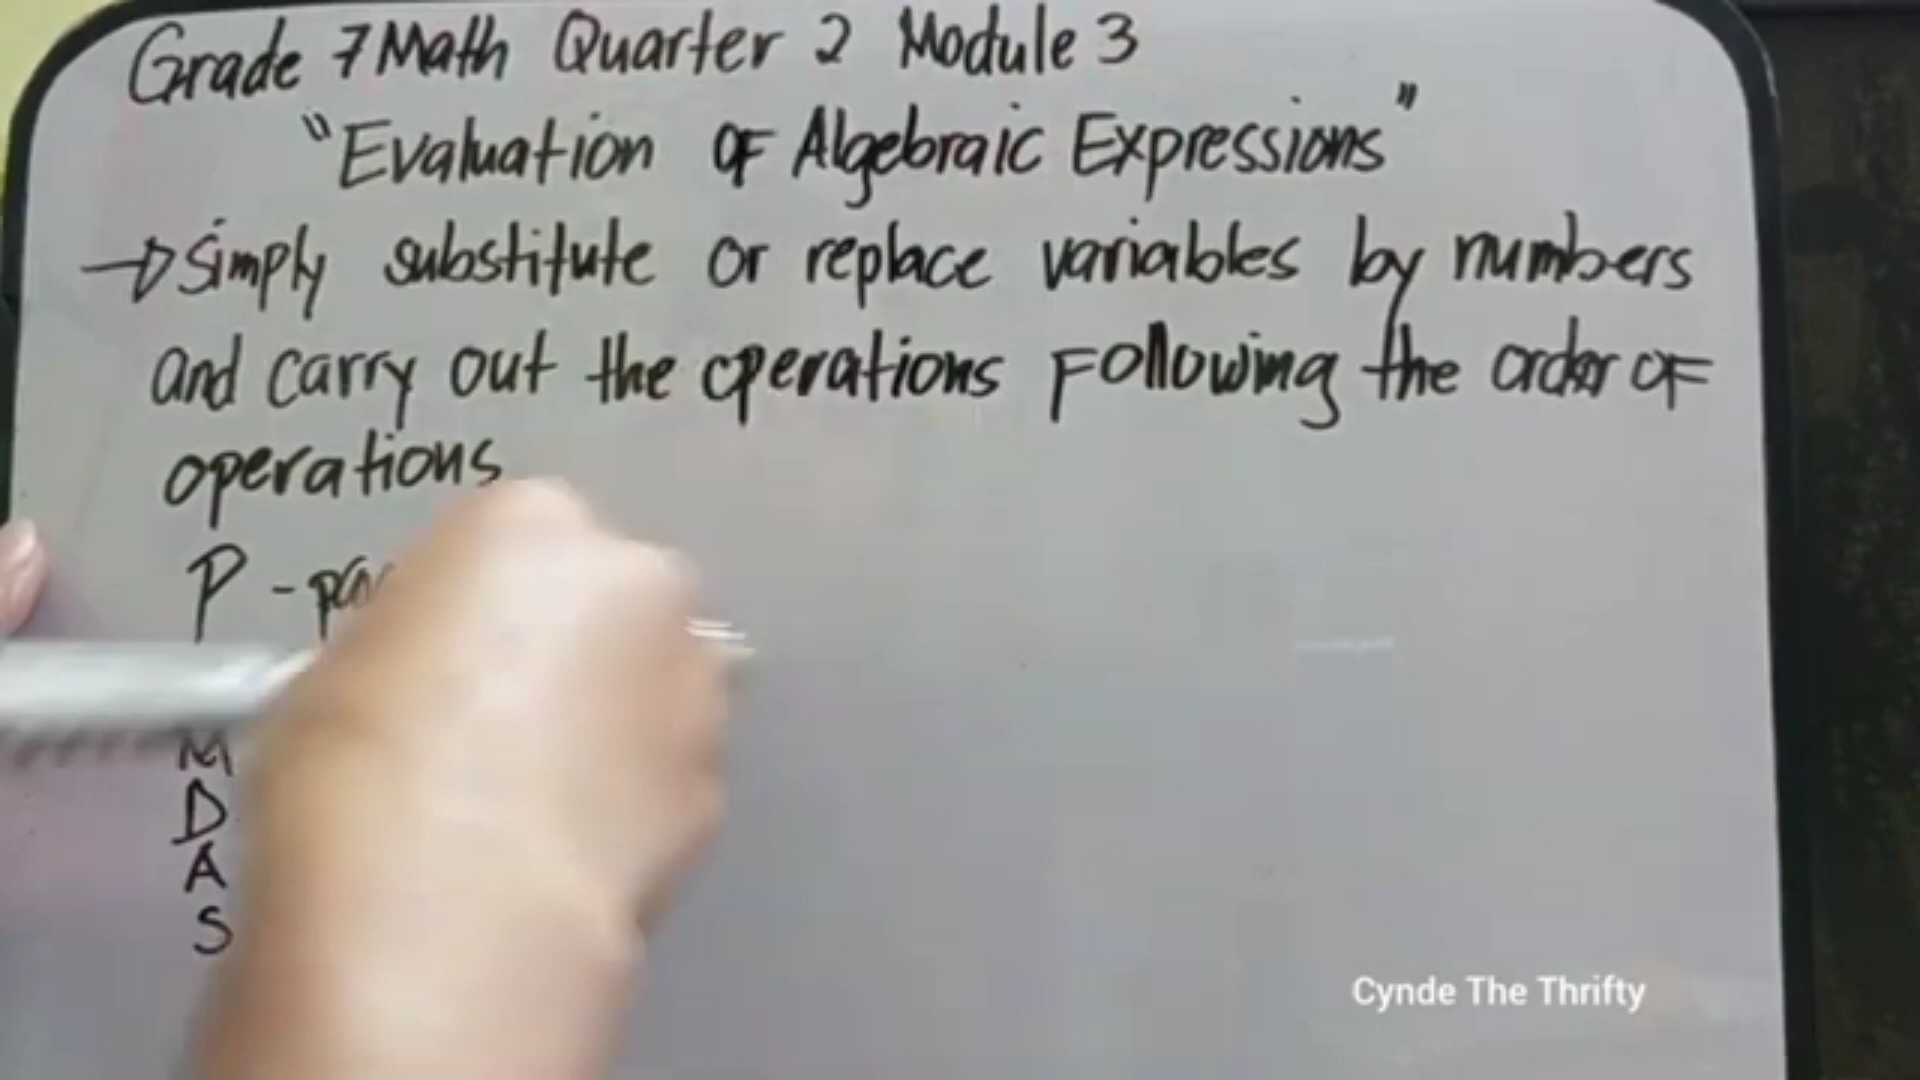 Grade 7 Math Quarter 2 Module 3
"Evaluation OF Algebraic Expressions"
Simply substitute or replace variables by numbers
and carry out the operations Following the order OF
operations
P -
M
D
A
S
Cynde The Thrifty